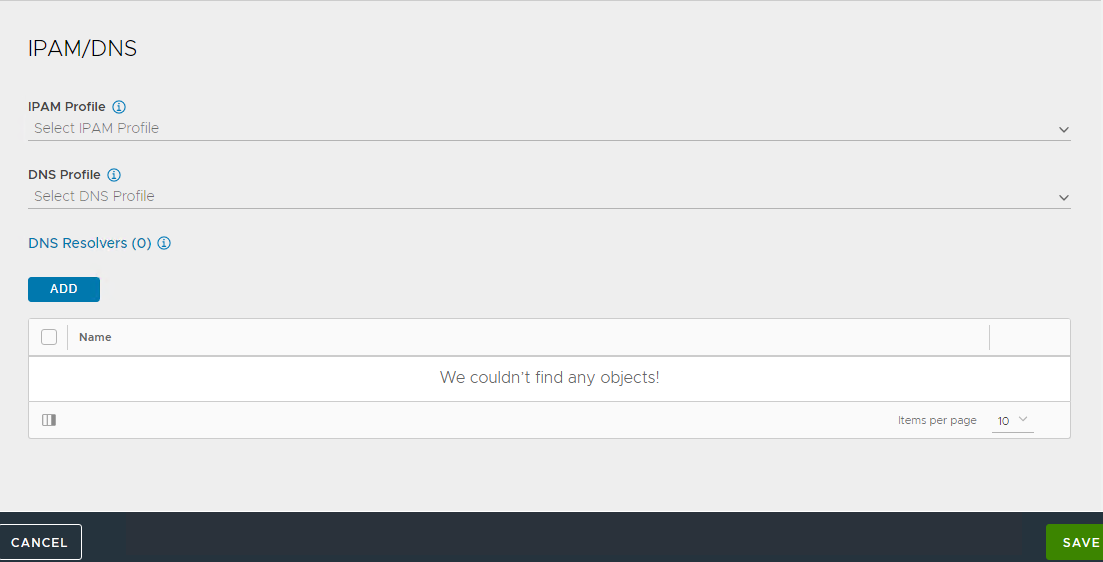 IPAM/DNS
IPAM Profile
Select IPAM Profile
DNS Profile
Select DNS Profile
DNS Resolvers (0)
ADD
Name
We couldn't find any objects!
Items per page 10
CANCEL SAVE